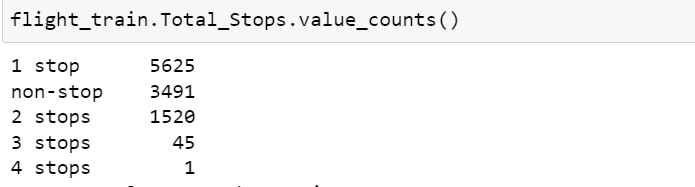 flight_train.Total_Stops.value_counts()
1 stop 5625
non-stop 3491
2 stops 1520
3 stops 45
4 stops 1